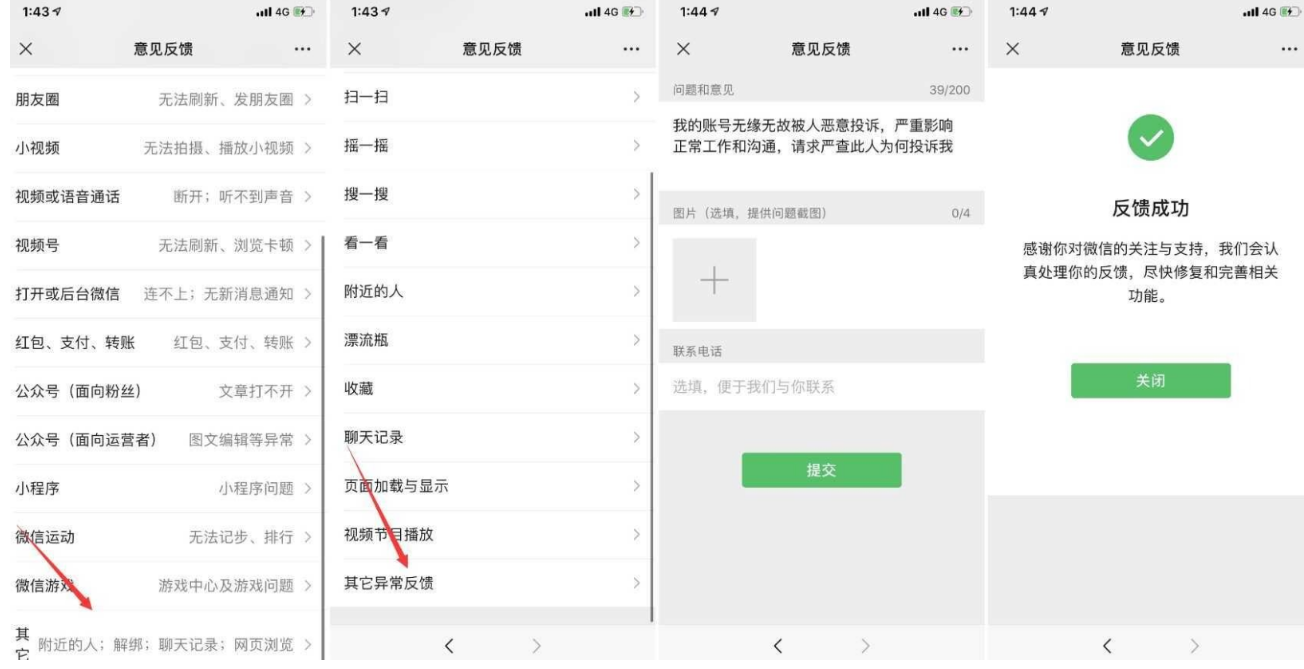 1:43
4G
意见反馈
朋友圈
无法刷新、发朋友圈
小视频
无法拍摄、播放小视频
视频或语音通话
断开；听不到声音
视频号
无法刷新、浏览卡顿
打开或后台微信
连不上；无新消息通知
红包、支付、转账
红包、支付、转账
公众号（面向粉丝）
文章打不开
公众号（面向运营者）
图文编辑等异常
小程序
小程序问题
微信运动
无法记步、排行
微信游戏
游戏中心及游戏问题
其它
附近的人；解绑；聊天记录；网页浏览
1:43
4G
意见反馈
扫一扫
摇一摇
搜一搜
看一看
附近的人
漂流瓶
收藏
聊天记录
页面加载与显示
视频节目播放
其它异常反馈
1:44
4G
意见反馈
问题和意见
39/200
我的账号无缘无故被人恶意投诉，严重影响
正常工作和沟通，请求严查此人为何投诉我
图片（选填，提供问题截图）
0/4
联系电话
选填，便于我们与你联系
提交
1:44
4G
意见反馈
反馈成功
感谢你对微信的关注与支持，我们会认
真处理你的反馈，尽快修复和完善相关
功能。
关闭